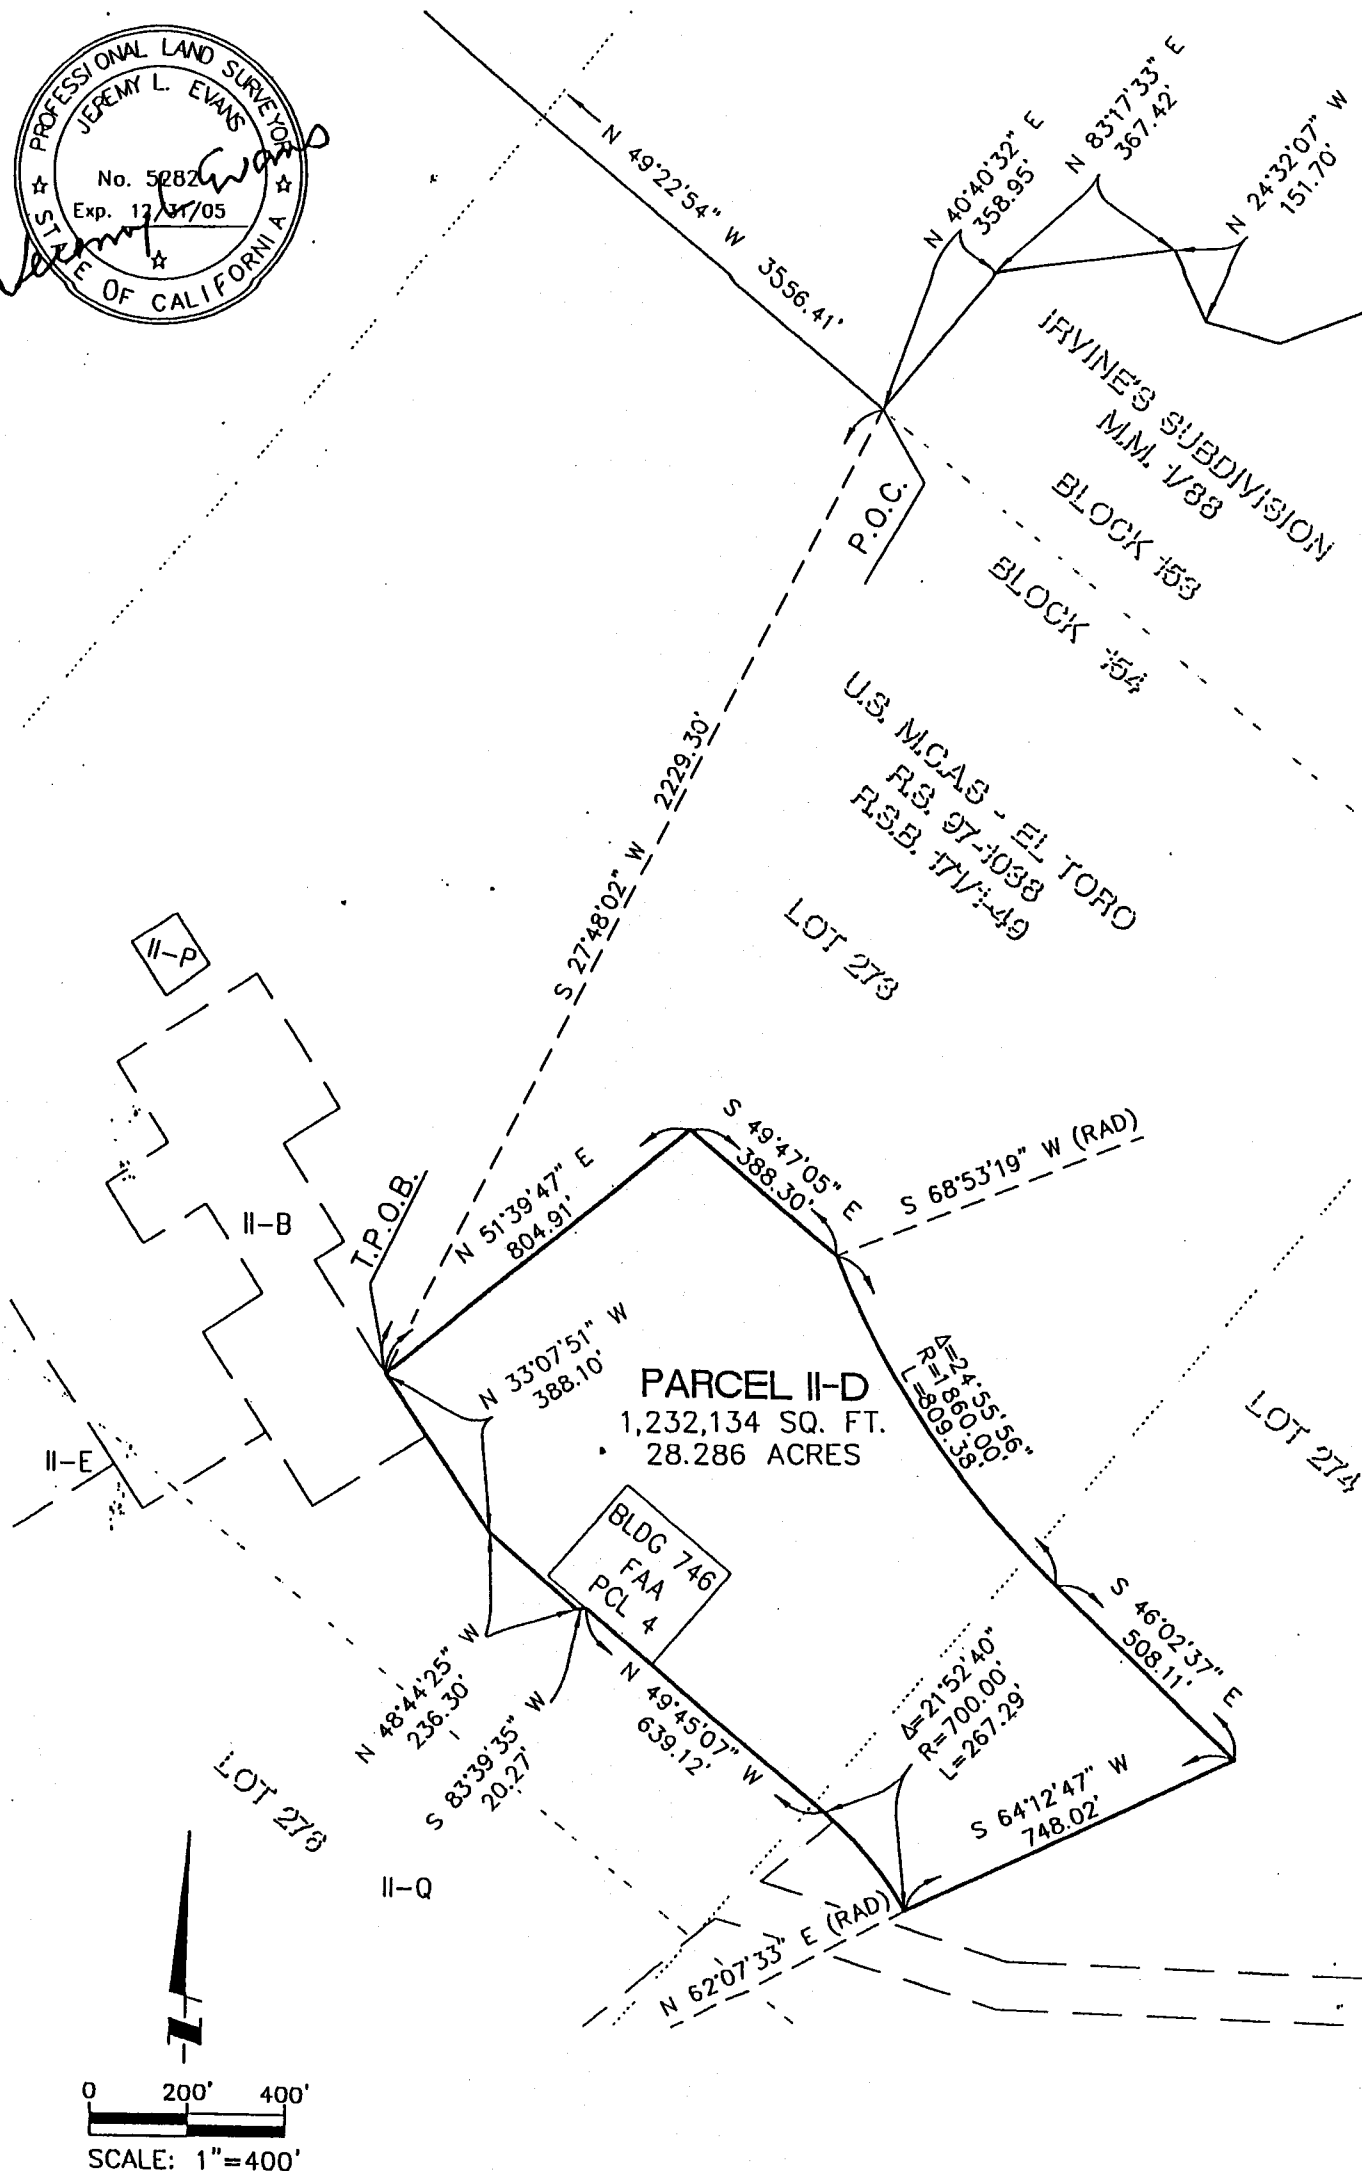 PROFESSIONAL LAND SURVEYOR
JEREMY L. EVANS
No. 5282
Exp. 12/31/05
STATE OF CALIFORNIA
Jeremy L Evans
N 49°22'54" W 3556.41'
N 40°40'32" E
358.95'
N 83°17'33" E
367.42'
N 24°32'07" W
151.70'
IRVINE'S SUBDIVISION
M.M. 1/88
BLOCK 153
BLOCK 154
P.O.C.
U.S. M.C.A.S - EL TORO
R.S. 97-1038
R.S.B. 171/1-49
LOT 273
S 27°48'02" W 2229.30'
II-P
II-B
II-E
T.P.O.B.
N 51°39'47" E
804.91'
S 49°47'05" E
388.30'
S 68°53'19" W (RAD)
N 33°07'51" W
388.10'
PARCEL II-D
1,232,134 SQ. FT.
28.286 ACRES
Δ=24°55'56"
R=1860.00'
L=809.38'
LOT 274
BLDG 746
FAA
PCL 4
S 46°02'37" E
508.11'
N 48°44'25" W
236.30'
S 83°39'35" W
20.27'
N 49°45'07" W
639.12'
Δ=21°52'40"
R=700.00'
L=267.29'
S 64°12'47" W
748.02'
LOT 278
II-Q
N 62°07'33" E (RAD)
N
0 200' 400'
SCALE: 1"=400'